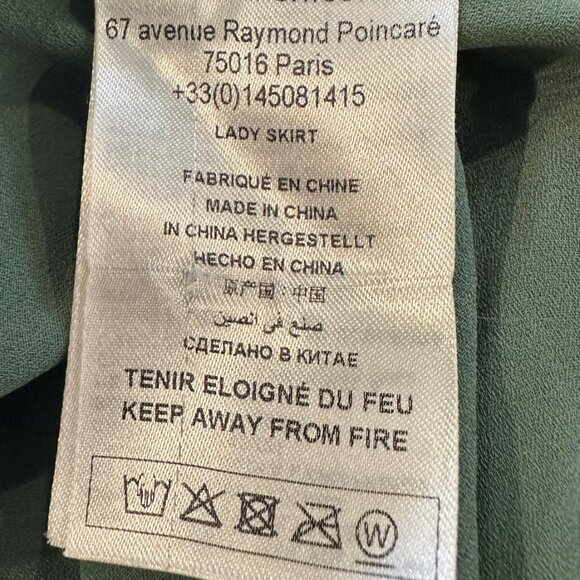 67 avenue Raymond Poincaré
75016 Paris
+33(0)145081415
LADY SKIRT
FABRIQUÉ EN CHINE
MADE IN CHINA
IN CHINA HERGESTELLT
HECHO EN CHINA
原产国：中国
صنع في الصين
СДЕЛАНО В КИТАЕ
TENIR ELOIGNÉ DU FEU
KEEP AWAY FROM FIRE
W